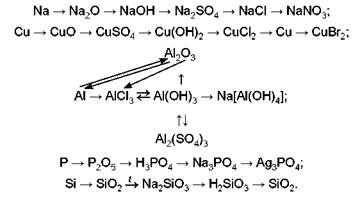 Na → Na₂O → NaOH → Na₂SO₄ → NaCl → NaNO₃;
Cu → CuO → CuSO₄ → Cu(OH)₂ → CuCl₂ → Cu → CuBr₂;
Al₂O₃
↑
Al → AlCl₃ ⇄ Al(OH)₃ → Na[Al(OH)₄];
↑↓
Al₂(SO₄)₃
P → P₂O₅ → H₃PO₄ → Na₃PO₄ → Ag₃PO₄;
Si → SiO₂ t→ Na₂SiO₃ → H₂SiO₃ → SiO₂.